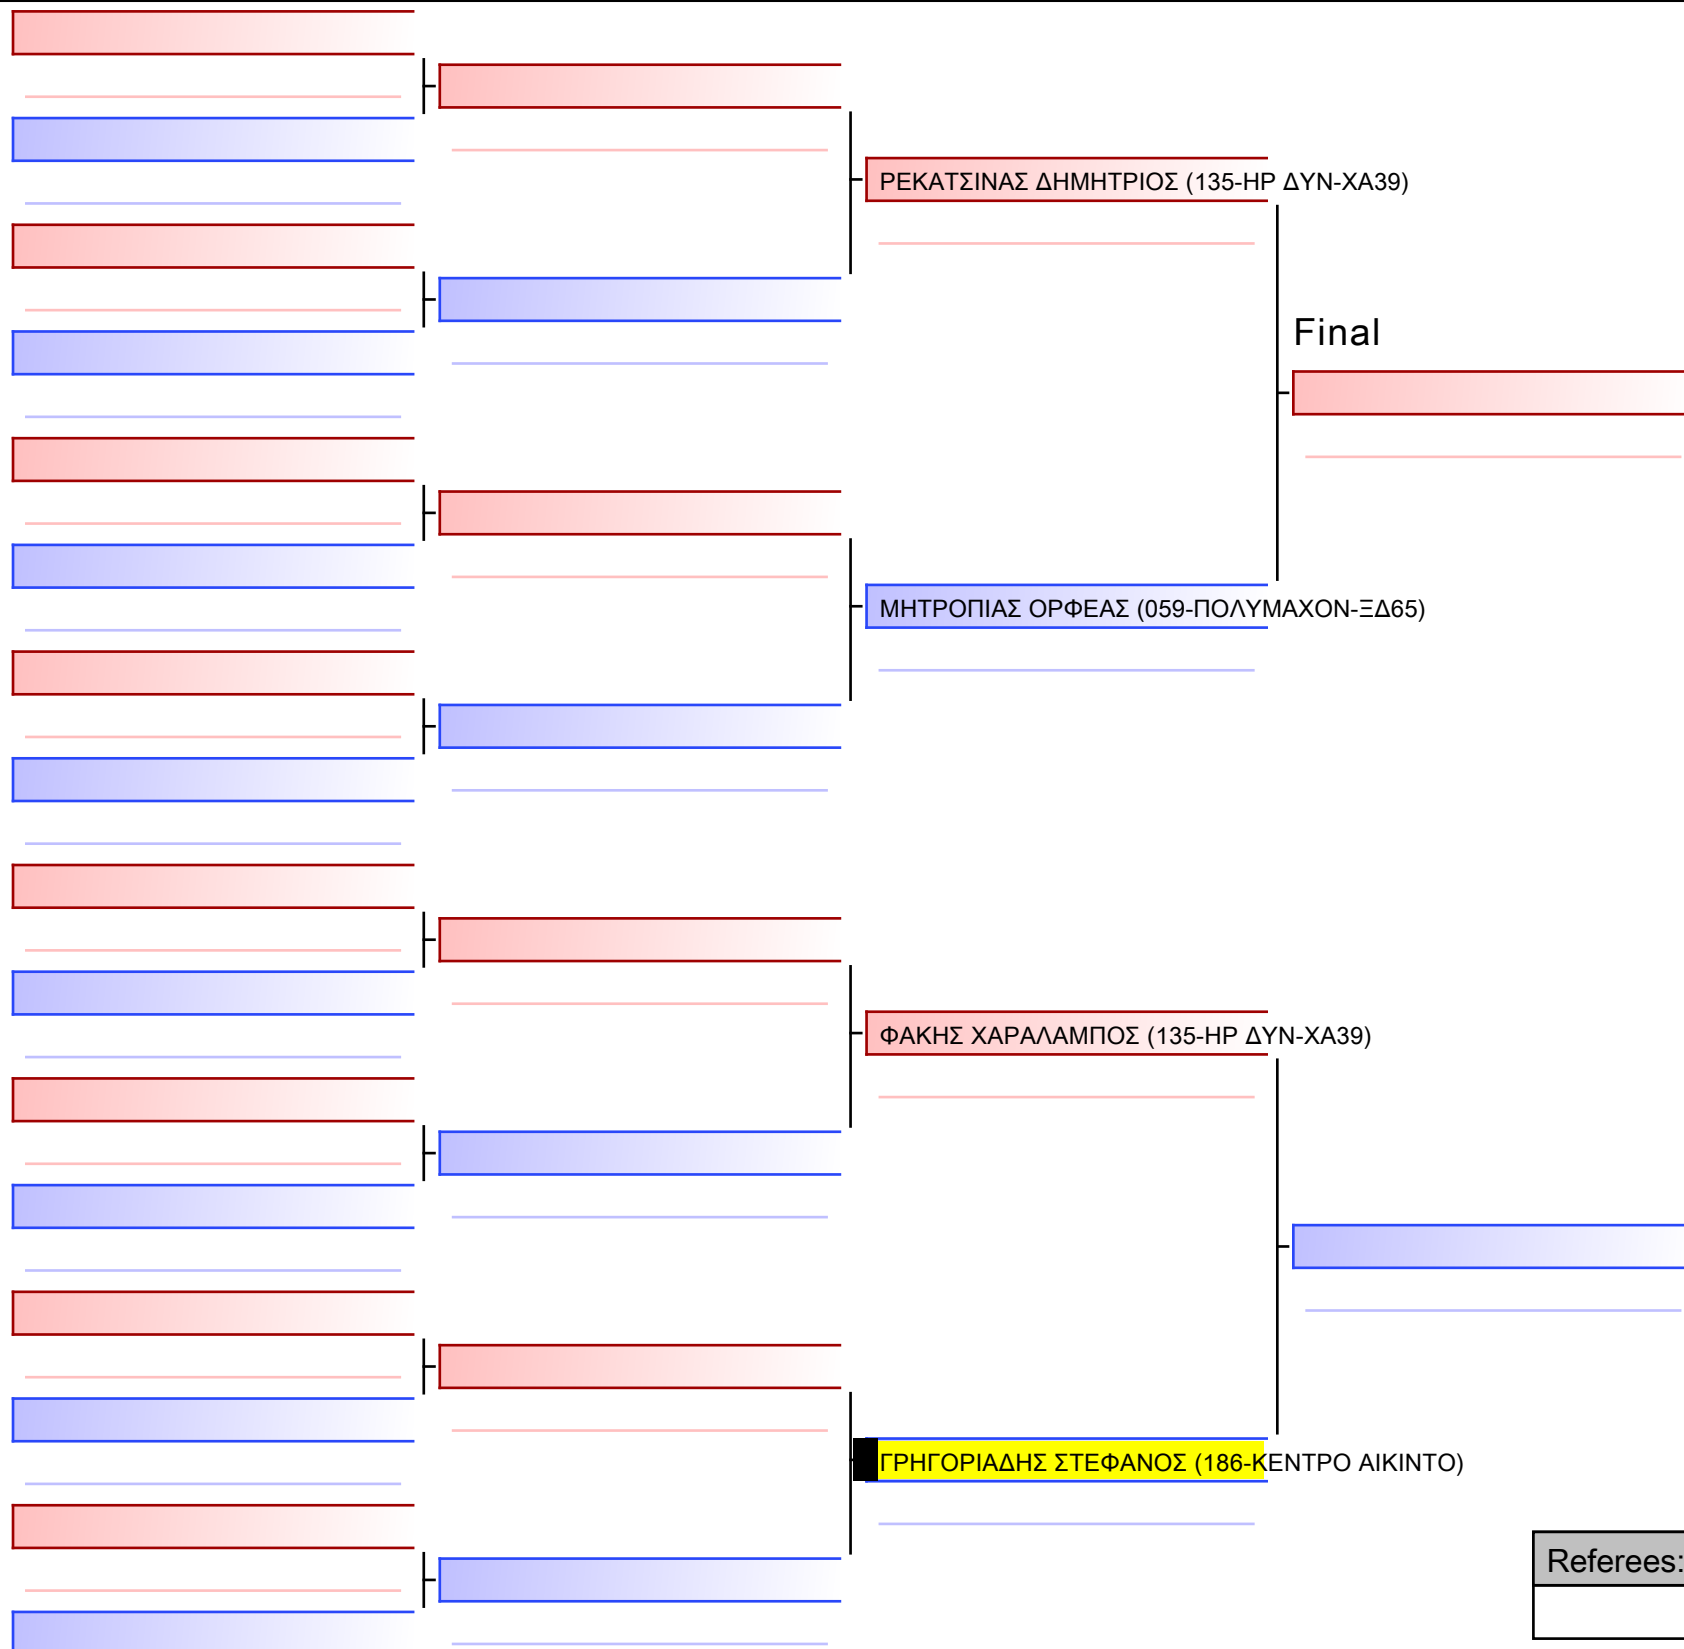 ΡΕΚΑΤΣΙΝΑΣ ΔΗΜΗΤΡΙΟΣ (135-ΗΡ ΔΥΝ-ΧΑ39)
Final
ΜΗΤΡΟΠΙΑΣ ΟΡΦΕΑΣ (059-ΠΟΛΥΜΑΧΟΝ-ΞΔ65)
ΦΑΚΗΣ ΧΑΡΑΛΑΜΠΟΣ (135-ΗΡ ΔΥΝ-ΧΑ39)
ΓΡΗΓΟΡΙΑΔΗΣ ΣΤΕΦΑΝΟΣ (186-ΚΕΝΤΡΟ ΑΙΚΙΝΤΟ)
Referees: